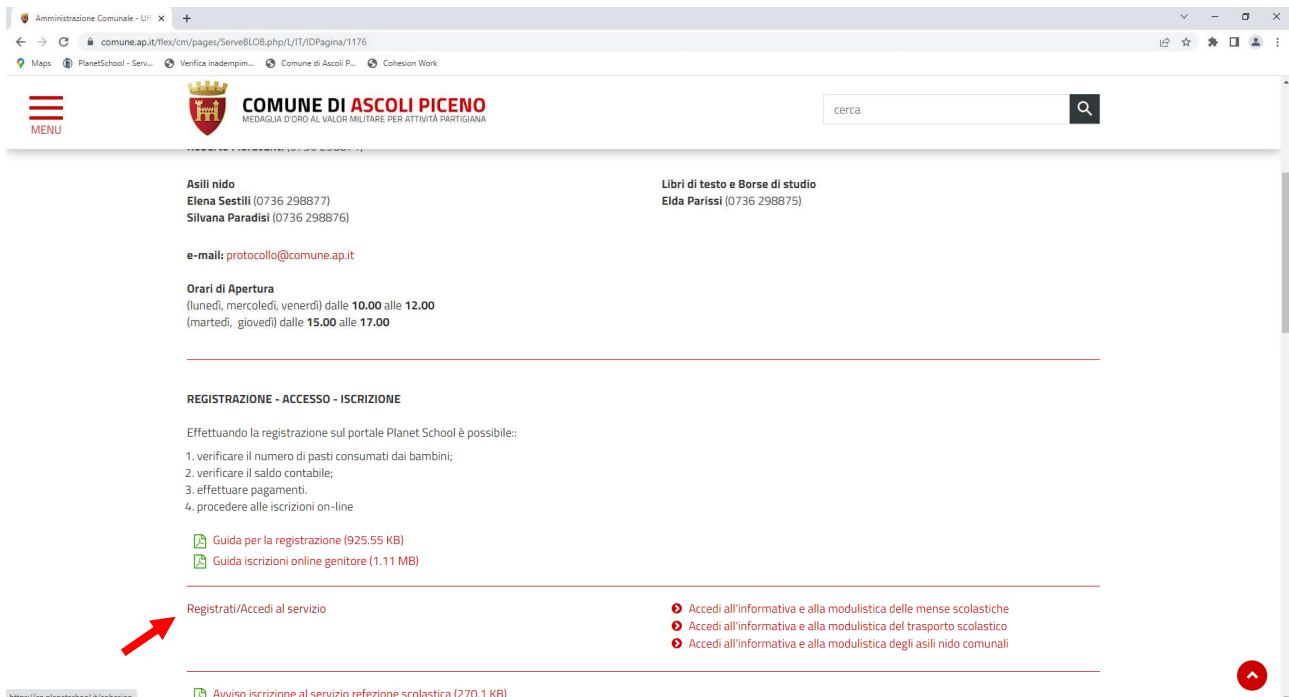 Amministrazione Comunale - Uff
comune.ap.it/flex/cm/pages/ServeBLOB.php/L/IT/IDPagina/1176
Maps PlanetSchool - Serv... Verifica inadempim... Comune di Ascoli P... Cohesion Work
MENU
COMUNE DI ASCOLI PICENO
MEDAGLIA D'ORO AL VALOR MILITARE PER ATTIVITÀ PARTIGIANA
cerca
Asili nido
Elena Sestili (0736 298877)
Silvana Paradisi (0736 298876)
Libri di testo e Borse di studio
Elda Parissi (0736 298875)
e-mail: protocollo@comune.ap.it
Orari di Apertura
(lunedì, mercoledì, venerdì) dalle 10.00 alle 12.00
(martedì, giovedì) dalle 15.00 alle 17.00
REGISTRAZIONE - ACCESSO - ISCRIZIONE
Effettuando la registrazione sul portale Planet School è possibile::
1. verificare il numero di pasti consumati dai bambini;
2. verificare il saldo contabile;
3. effettuare pagamenti.
4. procedere alle iscrizioni on-line
Guida per la registrazione (925.55 KB)
Guida iscrizioni online genitore (1.11 MB)
Registrati/Accedi al servizio
Accedi all'informativa e alla modulistica delle mense scolastiche
Accedi all'informativa e alla modulistica del trasporto scolastico
Accedi all'informativa e alla modulistica degli asili nido comunali
Avviso iscrizione al servizio refezione scolastica (270.1 KB)